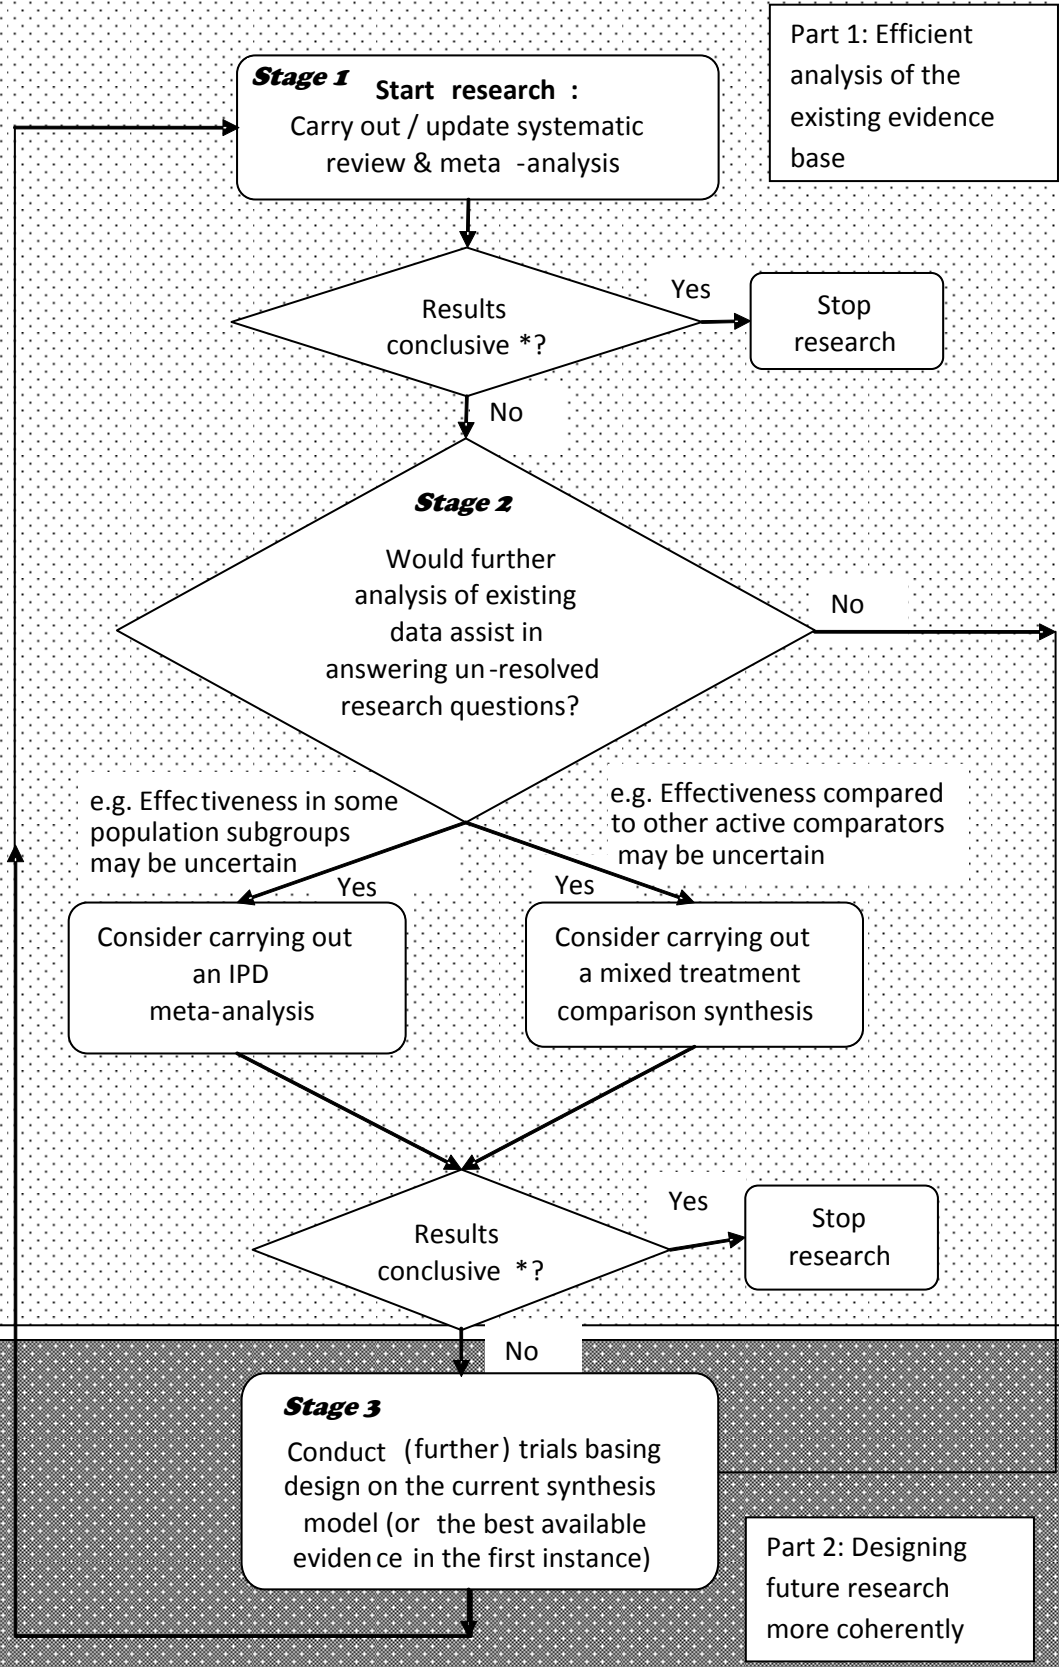 Part 1: Efficient
analysis of the
existing evidence
base
Stage 1
Start research :
Carry out / update systematic
review & meta -analysis
Results
conclusive *?
Yes
Stop
research
No
Stage 2
Would further
analysis of existing
data assist in
answering un-resolved
research questions?
No
e.g. Effectiveness in some
population subgroups
may be uncertain
Yes
e.g. Effectiveness compared
to other active comparators
may be uncertain
Yes
Consider carrying out
an IPD
meta-analysis
Consider carrying out
a mixed treatment
comparison synthesis
Results
conclusive *?
Yes
Stop
research
No
Stage 3
Conduct (further) trials basing
design on the current synthesis
model (or the best available
evidence in the first instance)
Part 2: Designing
future research
more coherently